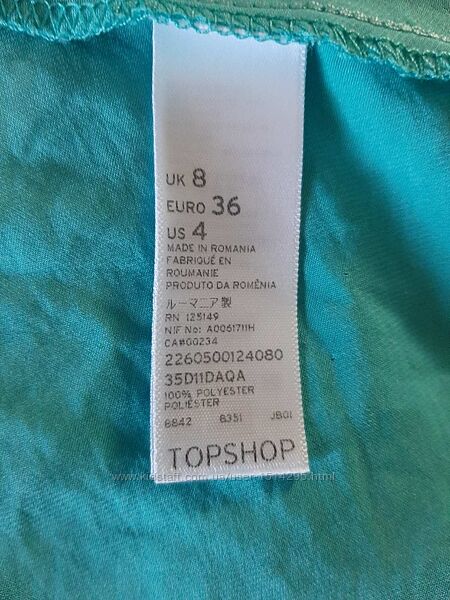 UK 8
EURO 36
US 4
MADE IN ROMANIA
FABRIQUÉ EN
ROUMANIE
PRODUTO DA ROMÊNIA
ルーマニア製
RN 125149
NIF No: A0061711H
CA#00234
2260500124080
35D11DAQA
100% POLYESTER
POLIÉSTER
8842 8351 JB01
TOPSHOP